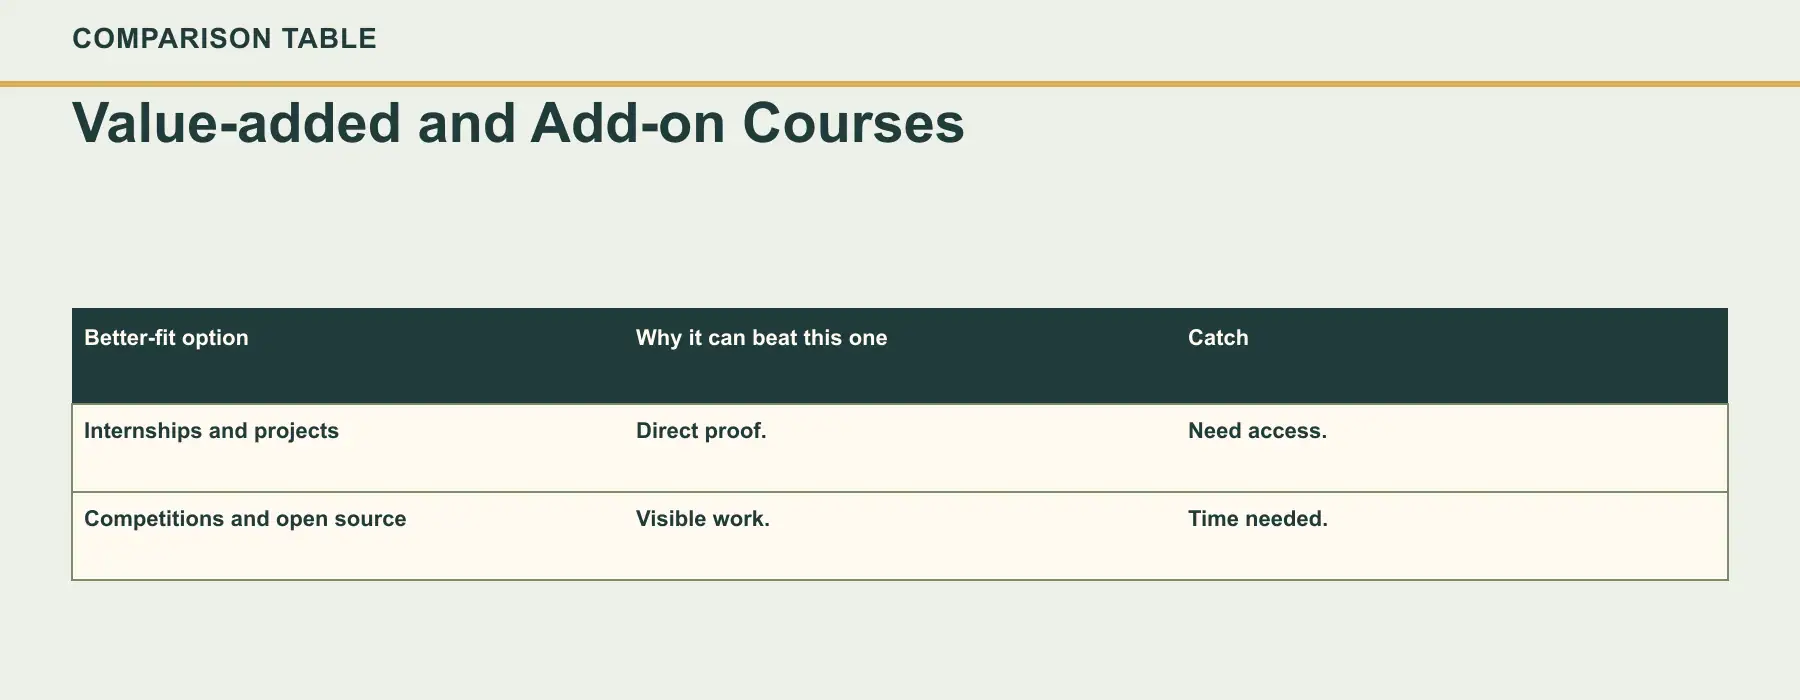 COMPARISON TABLE
Value-added and Add-on Courses
Better-fit option Why it can beat this one Catch
Internships and projects Direct proof. Need access.
Competitions and open source Visible work. Time needed.